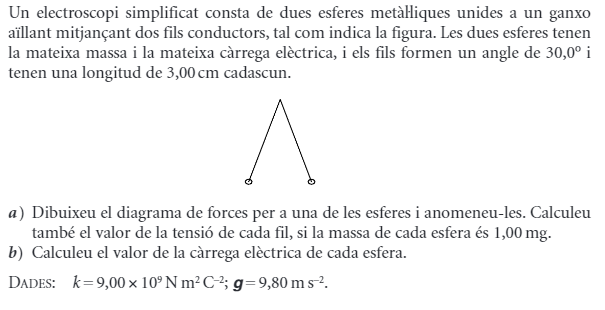 Un electroscopi simplificat consta de dues esferes metàl·liques unides a un ganxo
aïllant mitjançant dos fils conductors, tal com indica la figura. Les dues esferes tenen
la mateixa massa i la mateixa càrrega elèctrica, i els fils formen un angle de 30,0° i
tenen una longitud de 3,00 cm cadascun.
a) Dibuixeu el diagrama de forces per a una de les esferes i anomeneu-les. Calculeu
també el valor de la tensió de cada fil, si la massa de cada esfera és 1,00 mg.
b) Calculeu el valor de la càrrega elèctrica de cada esfera.
DADES: k = 9,00 × 10⁹ N m² C⁻²; g = 9,80 m s⁻².